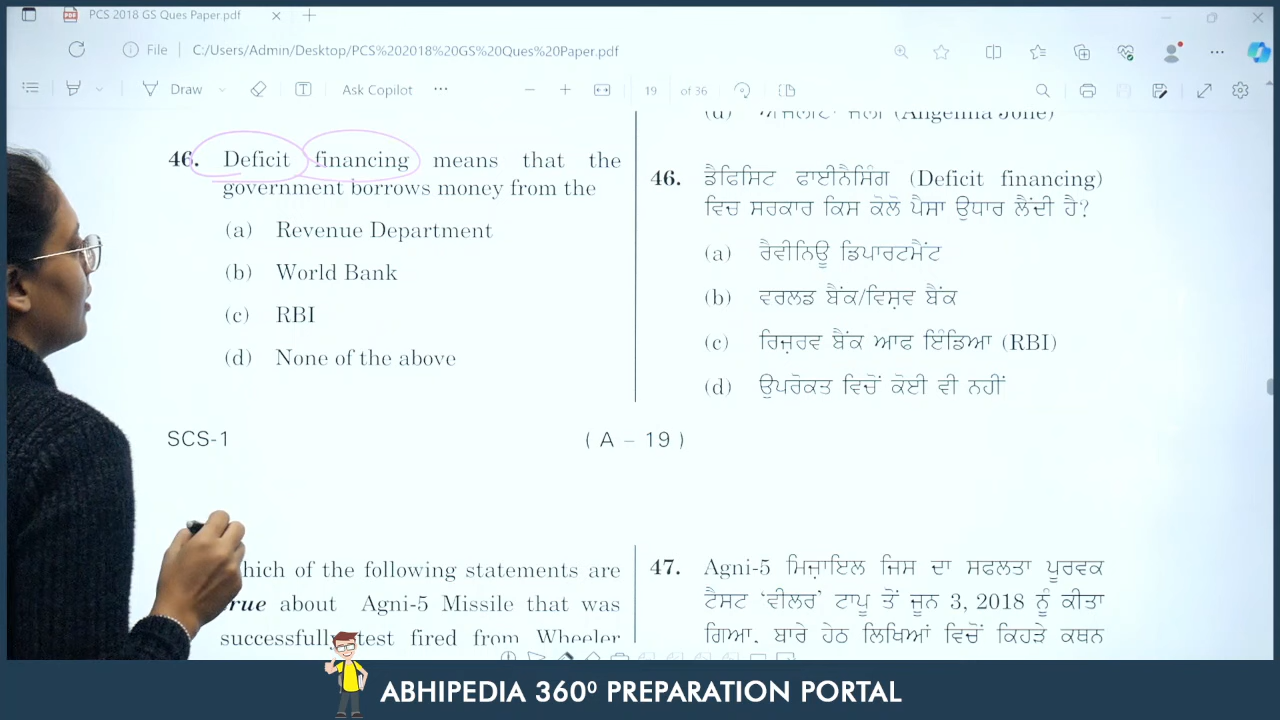 PCS 2018 GS Ques Paper.pdf
File
C:/Users/Admin/Desktop/PCS%202018%20GS%20Ques%20Paper.pdf
Draw
Ask Copilot
19 of 36
46. Deficit financing means that the
government borrows money from the
(a) Revenue Department
(b) World Bank
(c) RBI
(d) None of the above
(Angelina Jolie)
46. ਡੈਫਿਸਿਟ ਫਾਈਨੈਸਿੰਗ (Deficit financing)
ਵਿਚ ਸਰਕਾਰ ਕਿਸ ਕੋਲੋਂ ਪੈਸਾ ਉਧਾਰ ਲੈਂਦੀ ਹੈ?
(a) ਰੈਵੀਨਿਊ ਡਿਪਾਰਟਮੈਂਟ
(b) ਵਰਲਡ ਬੈਂਕ/ਵਿਸ਼ਵ ਬੈਂਕ
(c) ਰਿਜ਼ਰਵ ਬੈਂਕ ਆਫ ਇੰਡਿਆ (RBI)
(d) ਉਪਰੋਕਤ ਵਿਚੋਂ ਕੋਈ ਵੀ ਨਹੀਂ
SCS-1
( A – 19 )
of the following statements are
about Agni-5 Missile that was
successfully test fired from Wheeler
47. Agni-5 ਮਿਜ਼ਾਇਲ ਜਿਸ ਦਾ ਸਫਲਤਾ ਪੂਰਵਕ
ਟੈਸਟ ‘ਵੀਲਰ’ ਟਾਪੂ ਤੋਂ ਜੂਨ 3, 2018 ਨੂੰ ਕੀਤਾ
ਗਿਆ, ਬਾਰੇ ਹੇਠ ਲਿਖਿਆਂ ਵਿਚੋਂ ਕਿਹੜੇ ਕਥਨ
ABHIPEDIA 360⁰ PREPARATION PORTAL